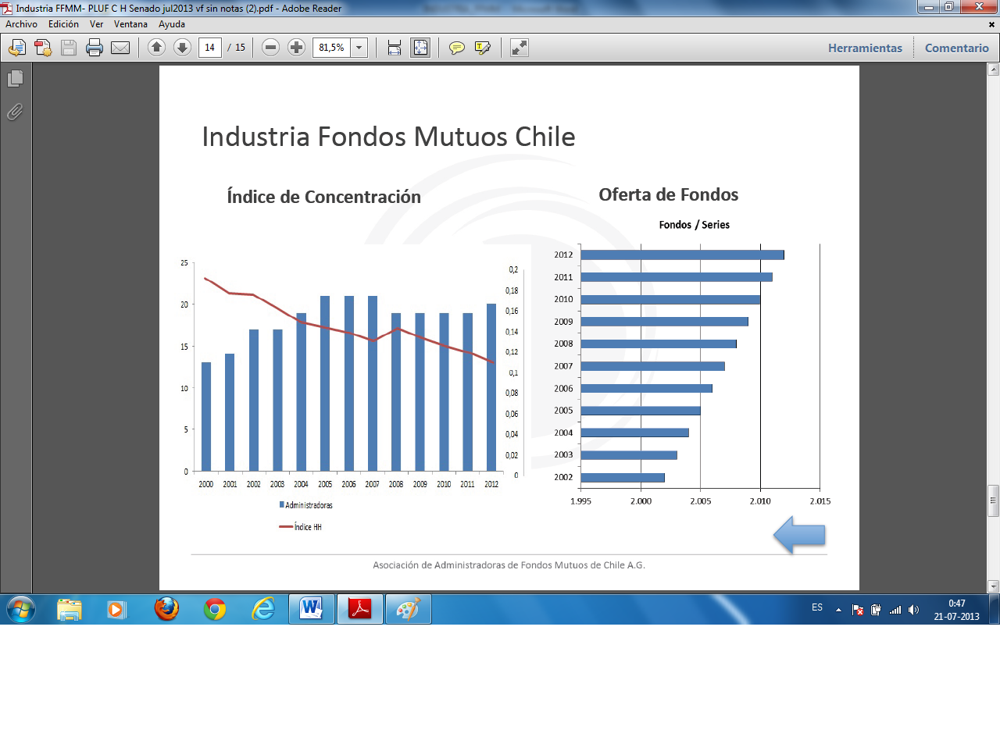 Industria FFMM- PLUF C H Senado jul2013 vf sin notas (2).pdf - Adobe Reader
Archivo Edición Ver Ventana Ayuda
14 / 15 81,5% Herramientas Comentario
Industria Fondos Mutuos Chile
Índice de Concentración
Oferta de Fondos
Fondos / Series
25
20
15
10
5
0
0,2
0,18
0,16
0,14
0,12
0,1
0,08
0,06
0,04
0,02
0
2000 2001 2002 2003 2004 2005 2006 2007 2008 2009 2010 2011 2012
Administradoras
Índice HH
2012
2011
2010
2009
2008
2007
2006
2005
2004
2003
2002
1.995 2.000 2.005 2.010 2.015
Asociación de Administradoras de Fondos Mutuos de Chile A.G.
ES
0:47
21-07-2013